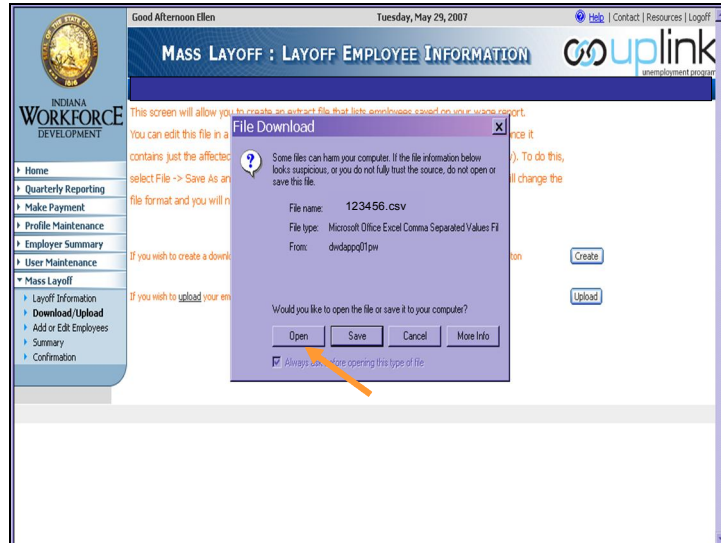 Good Afternoon Ellen
Tuesday, May 29, 2007
Help | Contact | Resources | Logoff
MASS LAYOFF : LAYOFF EMPLOYEE INFORMATION
uplink
unemployment program
1816
INDIANA
WORKFORCE
DEVELOPMENT
Home
Quarterly Reporting
Make Payment
Profile Maintenance
Employer Summary
User Maintenance
Mass Layoff
Layoff Information
Download/Upload
Add or Edit Employees
Summary
Confirmation
This screen will allow you to create an extract file that lists employees saved on your wage report.
You can edit this file in a
once it
contains just the affected
). To do this,
select File -> Save As an
ll change the
file format and you will n
If you wish to create a downl
ton
Create
If you wish to upload your em
Upload
File Download
x
Some files can harm your computer. If the file information below
looks suspicious, or you do not fully trust the source, do not open or
save this file.
File name: 123456.csv
File type: Microsoft Office Excel Comma Separated Values Fil
From: dwdappq01pw
Would you like to open the file or save it to your computer?
Open
Save
Cancel
More Info
Always ask before opening this type of file